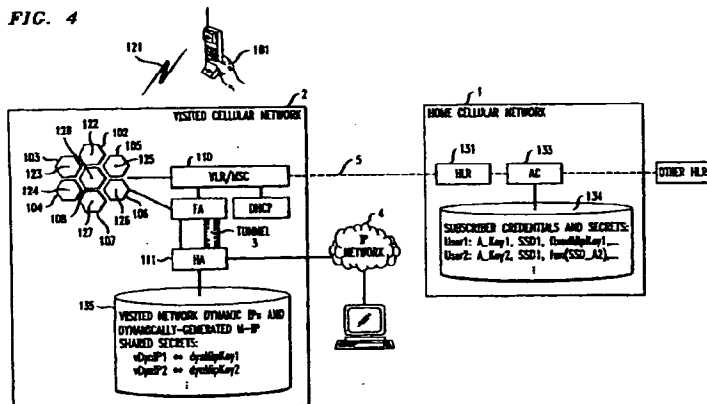 FIG. 4
121
101
2
VISITED CELLULAR NETWORK
1
HOME CELLULAR NETWORK
128
122
102
105
103
123
125
124
104
108
127
107
126
106
110
VLR/MSC
5
131
HLR
133
AC
OTHER HLR
FA
DHCP
TUNNEL
3
4
IP
NETWORK
111
HA
134
SUBSCRIBER CREDENTIALS AND SECRETS:
User1: A_Key1, SSD1, fixedMipKey1,...
User2: A_Key2, SSD1, fun(SSD_A2),...
135
VISITED NETWORK DYNAMIC IPs AND
DYNAMICALLY-GENERATED M-IP
SHARED SECRETS:
vDynIP1 ↔ dynMipKey1
vDynIP2 ↔ dynMipKey2